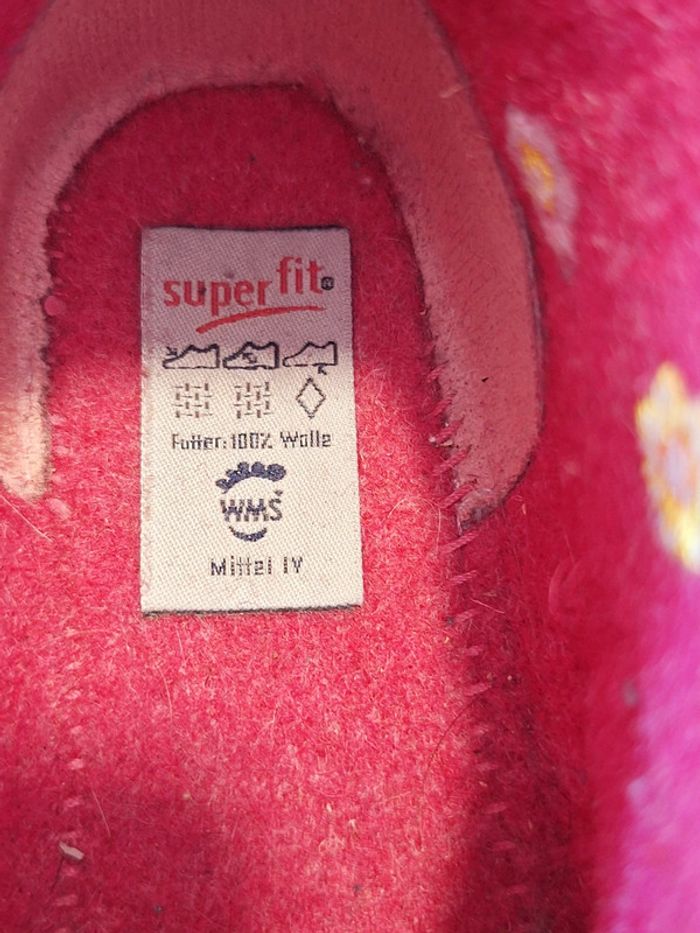 superfit
Futter: 100% Wolle
WMS
Mittel IV